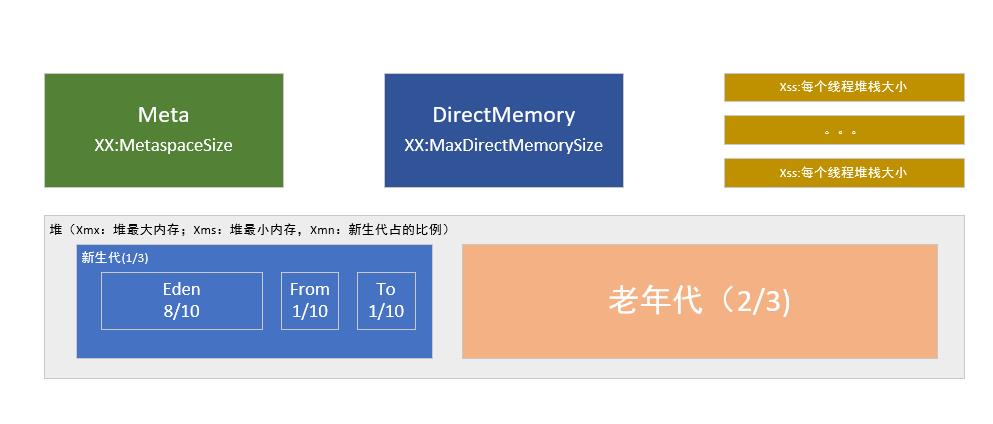 Meta
XX:MetaspaceSize
DirectMemory
XX:MaxDirectMemorySize
Xss:每个线程堆栈大小
。。。
Xss:每个线程堆栈大小
堆（Xmx：堆最大内存；Xms：堆最小内存，Xmn：新生代占的比例）
新生代(1/3)
Eden
8/10
From
1/10
To
1/10
老年代（2/3)